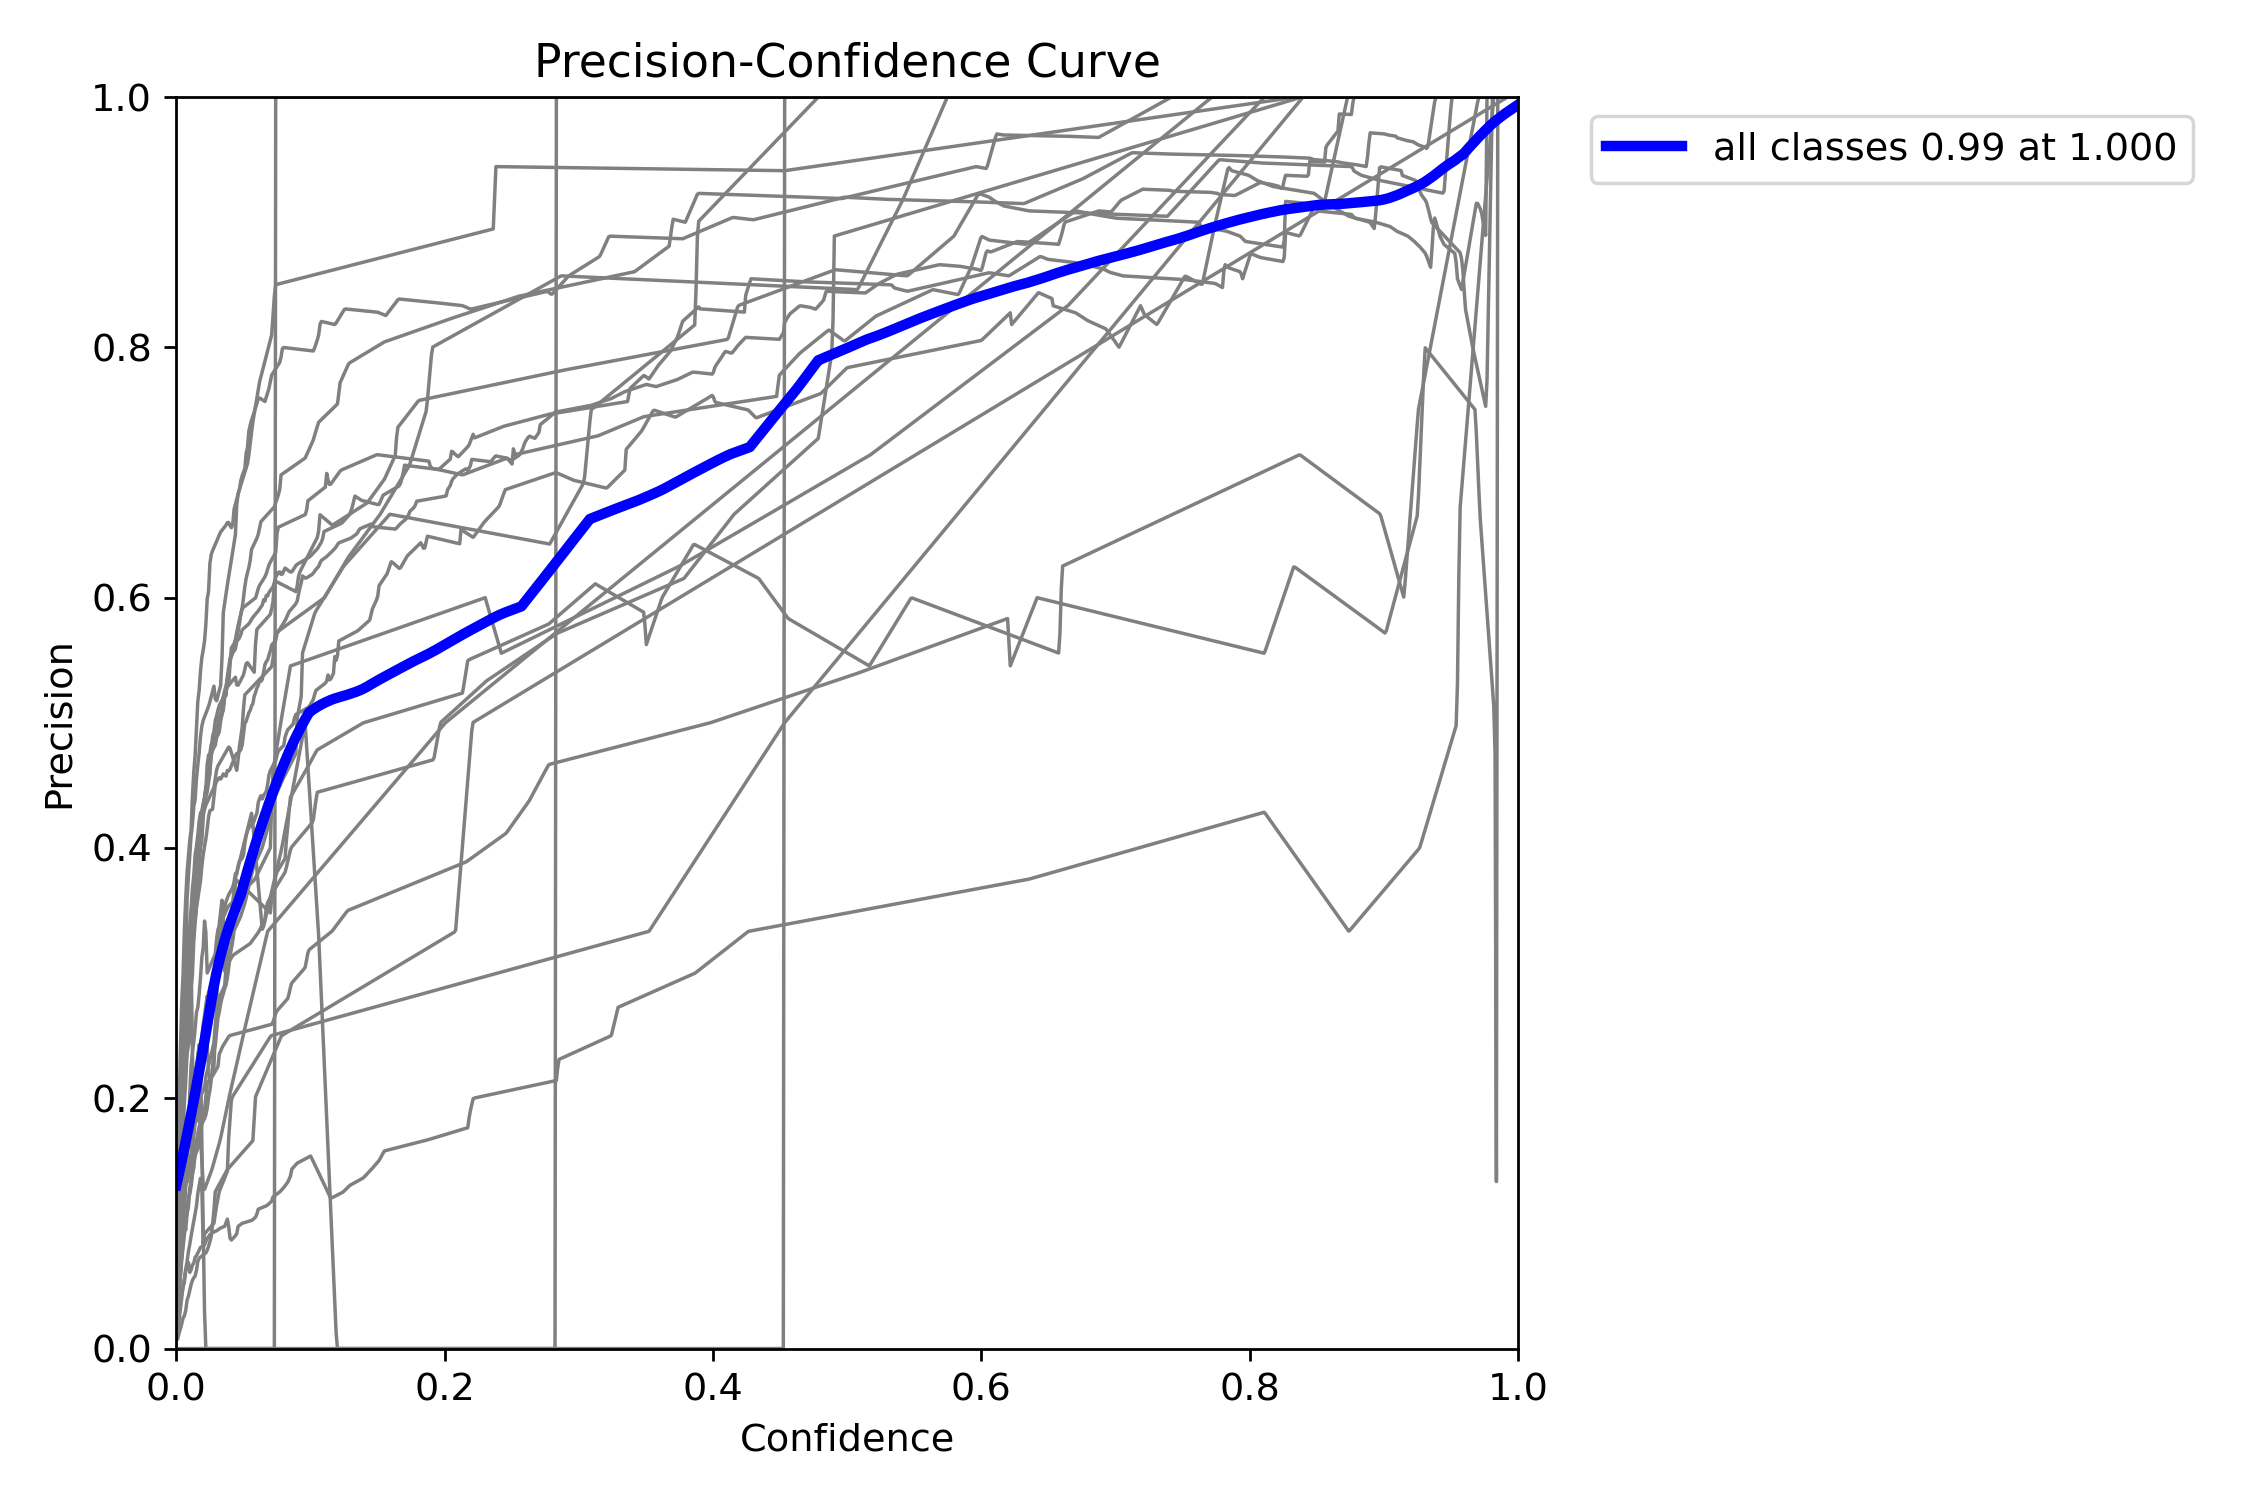 Precision-Confidence Curve
all classes 0.99 at 1.000
1.0
0.8
0.6
0.4
0.2
0.0
Precision
0.0 0.2 0.4 0.6 0.8 1.0
Confidence